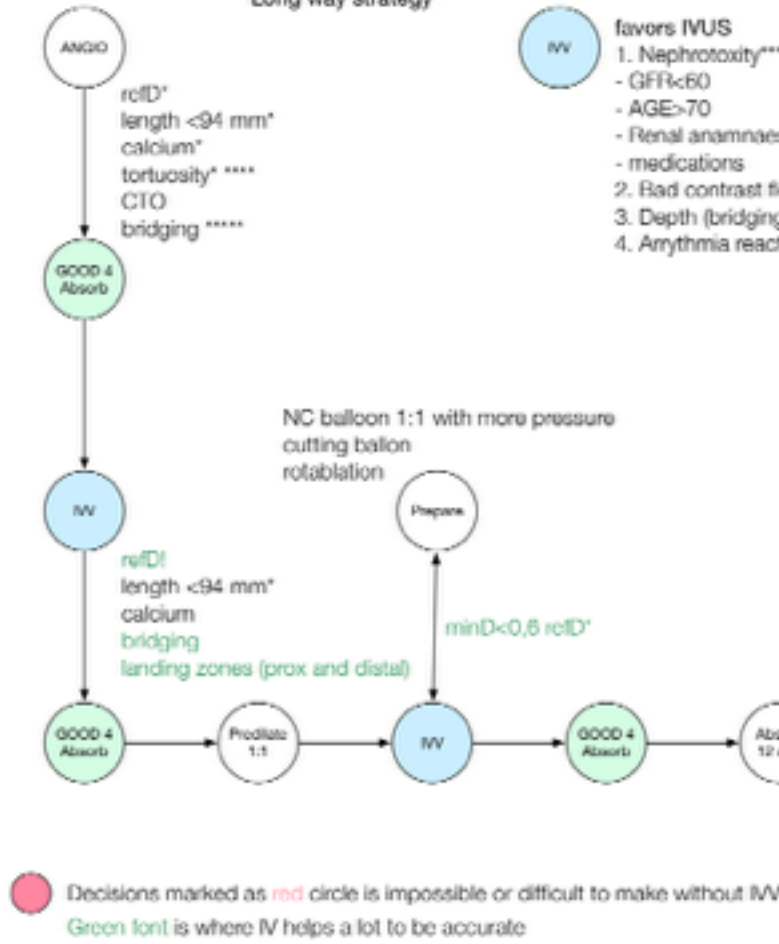 Long way strategy
ANGIO
refD*
length <94 mm*
calcium*
tortuosity* ****
CTO
bridging *****
IVV
favors IVUS
1. Nephrotoxity***
- GFR<60
- AGE>70
- Renal anamnaes
- medications
2. Bad contrast fl
3. Depth (bridging
4. Arrythmia react
GOOD 4
Absorb
NC balloon 1:1 with more pressure
cutting ballon
rotablation
IVV
Prepare
refD!
length <94 mm*
calcium
bridging
landing zones (prox and distal)
minD<0,6 refD*
GOOD 4
Absorb
Predilate
1:1
IVV
GOOD 4
Absorb
Abs
12
Decisions marked as red circle is impossible or difficult to make without IVV
Green font is where IV helps a lot to be accurate